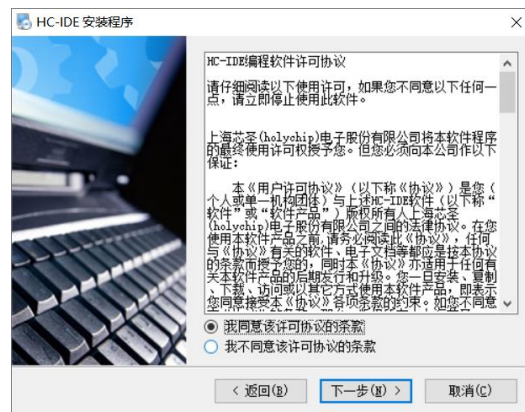 HC-IDE 安装程序
HC-IDE编程软件许可协议
请仔细阅读以下使用许可，如果您不同意以下任何一
点，请立即停止使用此软件。
上海芯圣(holychip)电子股份有限公司将本软件程序
的最终使用许可权授予您。但您必须向本公司作以下
保证：
本《用户许可协议》（以下称《协议》）是您（
个人或单一机构团体）与上述HC-IDE软件（以下称“
软件”或“软件产品”）版权所有人上海芯圣
(holychip)电子股份有限公司之间的法律协议。在您
使用本软件产品之前,请务必阅读此《协议》，任何
与《协议》有关的软件、电子文档等都应是按本协议
的条款而授予您的，同时本《协议》亦适用于任何有
关本软件产品的后期发行和升级。您一旦安装、复制
、下载、访问或以其它方式使用本软件产品，即表示
您同意接受本《协议》各项条款的约束。如您不同意
我同意该许可协议的条款
我不同意该许可协议的条款
< 返回(B)
下一步(N) >
取消(C)